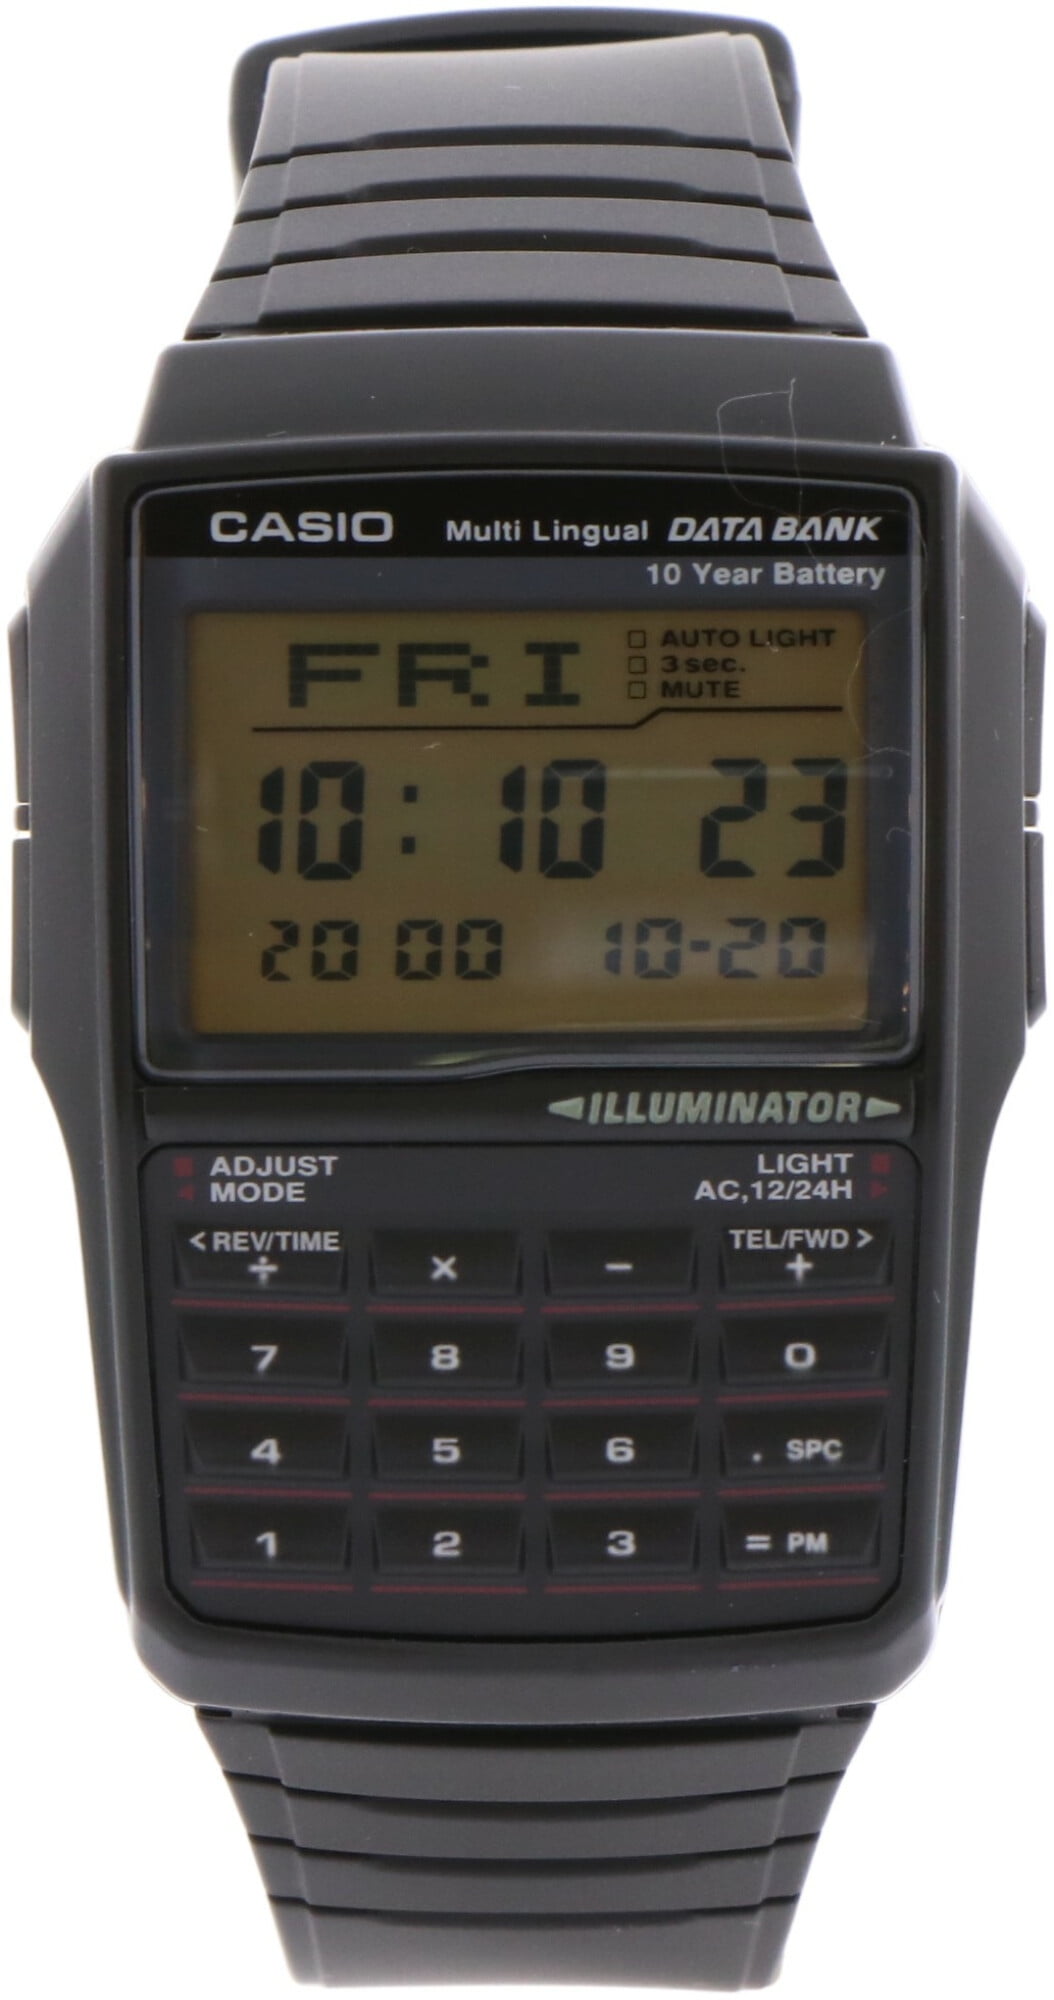 CASIO Multi Lingual DATA BANK
10 Year Battery
FRI
AUTO LIGHT
3 sec.
MUTE
10:10 23
20 00 10-20
ILLUMINATOR
ADJUST LIGHT
MODE AC,12/24H
< REV/TIME TEL/FWD >
÷ × − +
7 8 9 0
4 5 6 . SPC
1 2 3 = PM